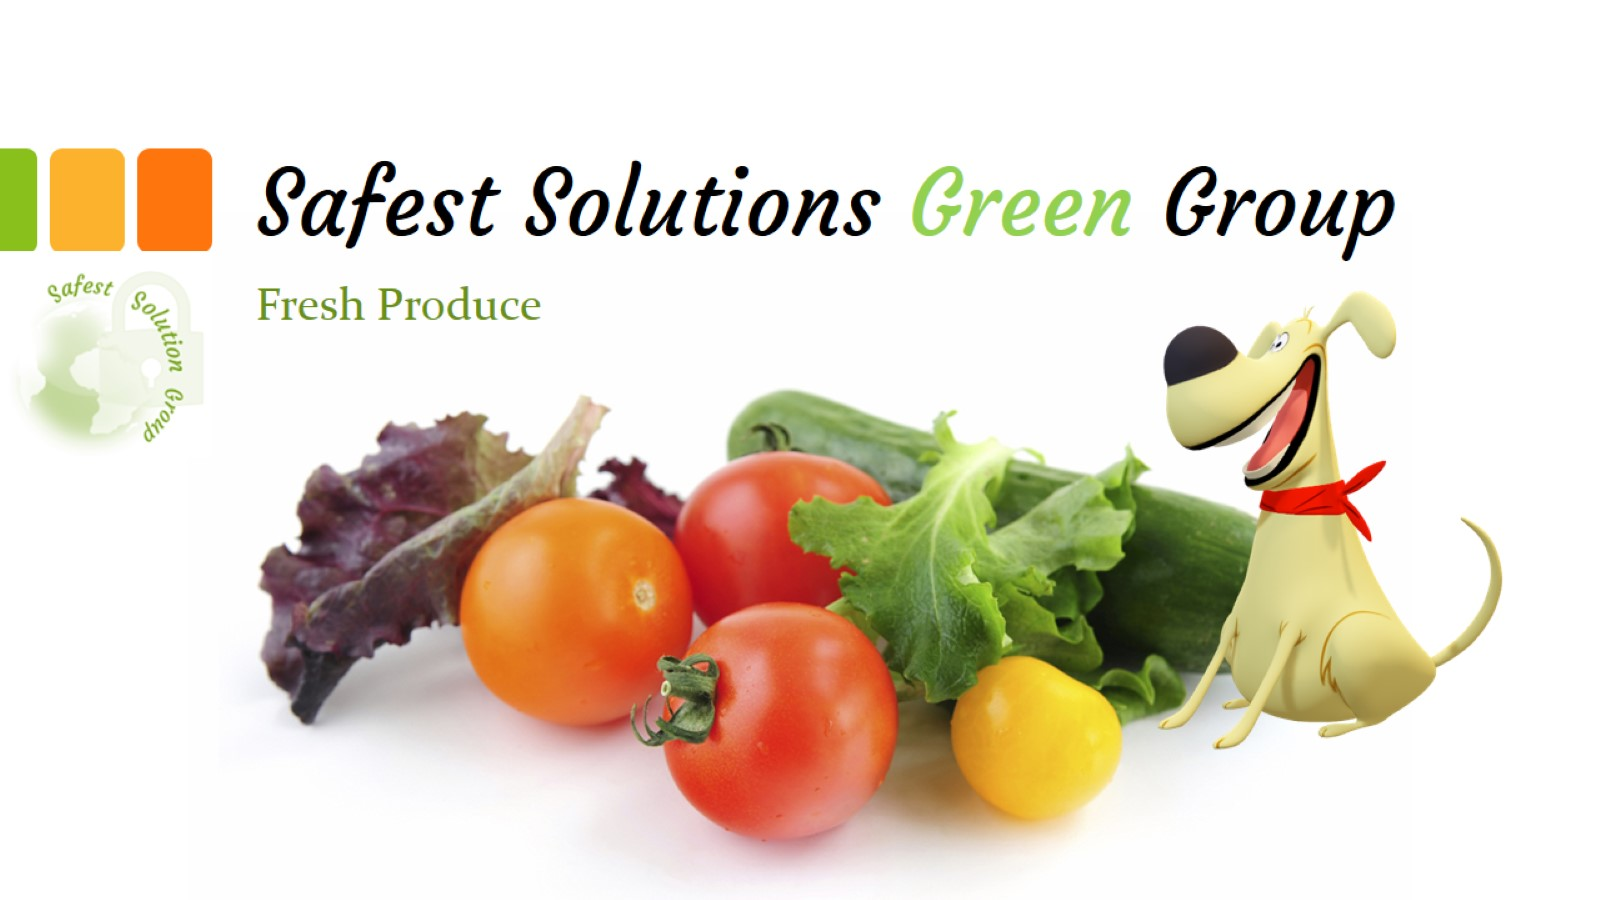 Safest Solutions Green Group
Fresh Produce
Safest Solution Group